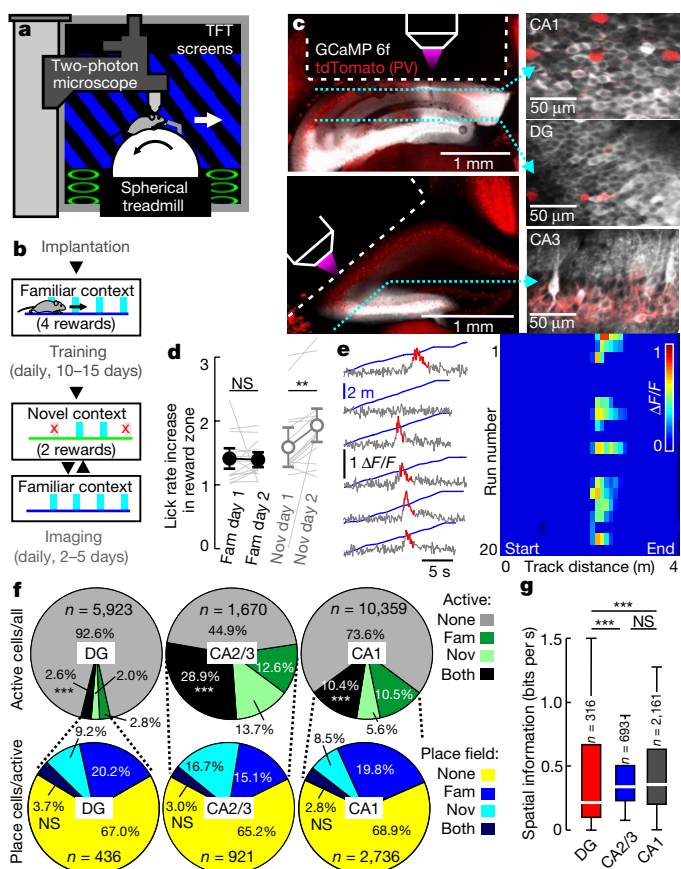 a
TFT
screens
Two-photon
microscope
Spherical
treadmill
b
Implantation
Familiar context
(4 rewards)
Training
(daily, 10–15 days)
Novel context
x x
(2 rewards)
Familiar context
Imaging
(daily, 2–5 days)
c
GCaMP 6f
tdTomato (PV)
1 mm
1 mm
CA1
50 μm
DG
50 μm
CA3
50 μm
d
Lick rate increase
in reward zone
3
2
1
0
NS
**
Fam day 1
Fam day 2
Nov day 1
Nov day 2
e
2 m
1 ΔF/F
5 s
Run number
1
20
Start
End
0
Track distance (m)
4
1
0
ΔF/F
f
Active cells/all
n = 5,923
92.6%
DG
2.6%
***
2.0%
2.8%
n = 1,670
44.9%
CA2/3
12.6%
28.9%
***
13.7%
n = 10,359
73.6%
CA1
10.4%
***
10.5%
5.6%
Active:
None
Fam
Nov
Both
Place cells/active
9.2%
20.2%
DG
3.7%
NS
67.0%
n = 436
16.7%
15.1%
CA2/3
3.0%
NS
65.2%
n = 921
8.5%
19.8%
CA1
2.8%
NS
68.9%
n = 2,736
Place field:
None
Fam
Nov
Both
g
Spatial information (bits per s)
1.5
1.0
0.5
0
***
***
NS
n = 316
n = 693
n = 2,161
DG
CA2/3
CA1